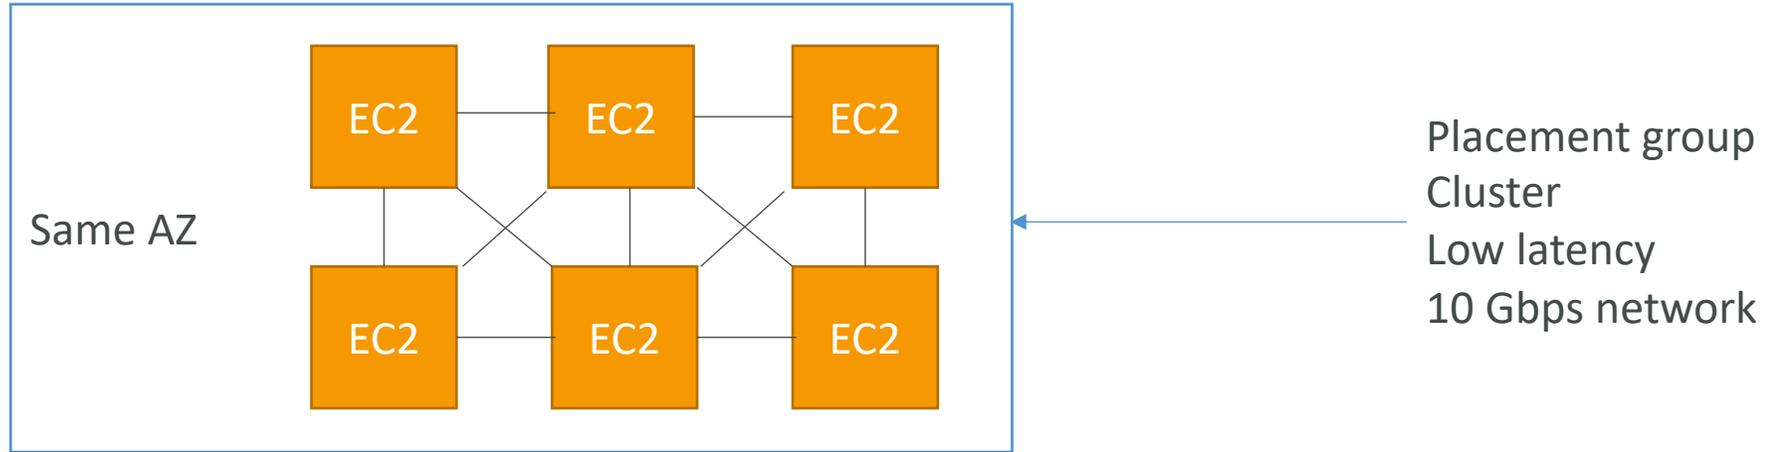 EC2
EC2
EC2
Same AZ
EC2
EC2
EC2
Placement group
Cluster
Low latency
10 Gbps network